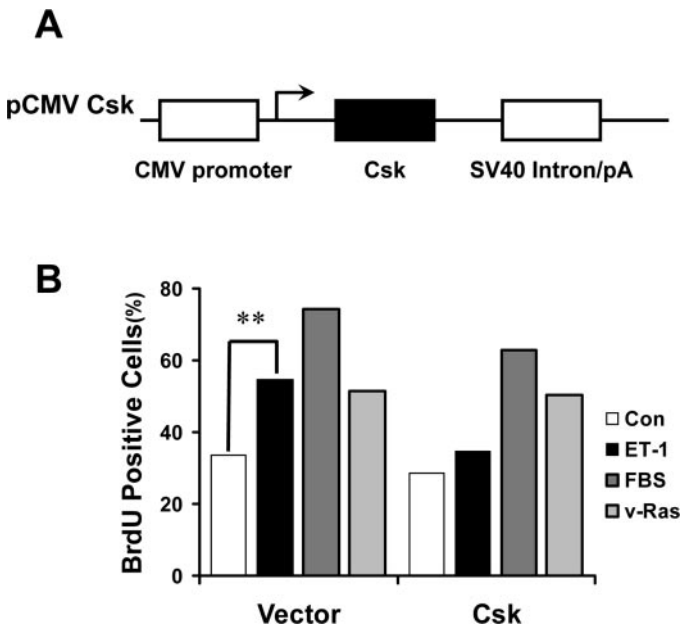 A
pCMV Csk
CMV promoter
Csk
SV40 Intron/pA
B
BrdU Positive Cells(%)
80
60
40
20
0
**
Con
ET-1
FBS
v-Ras
Vector
Csk